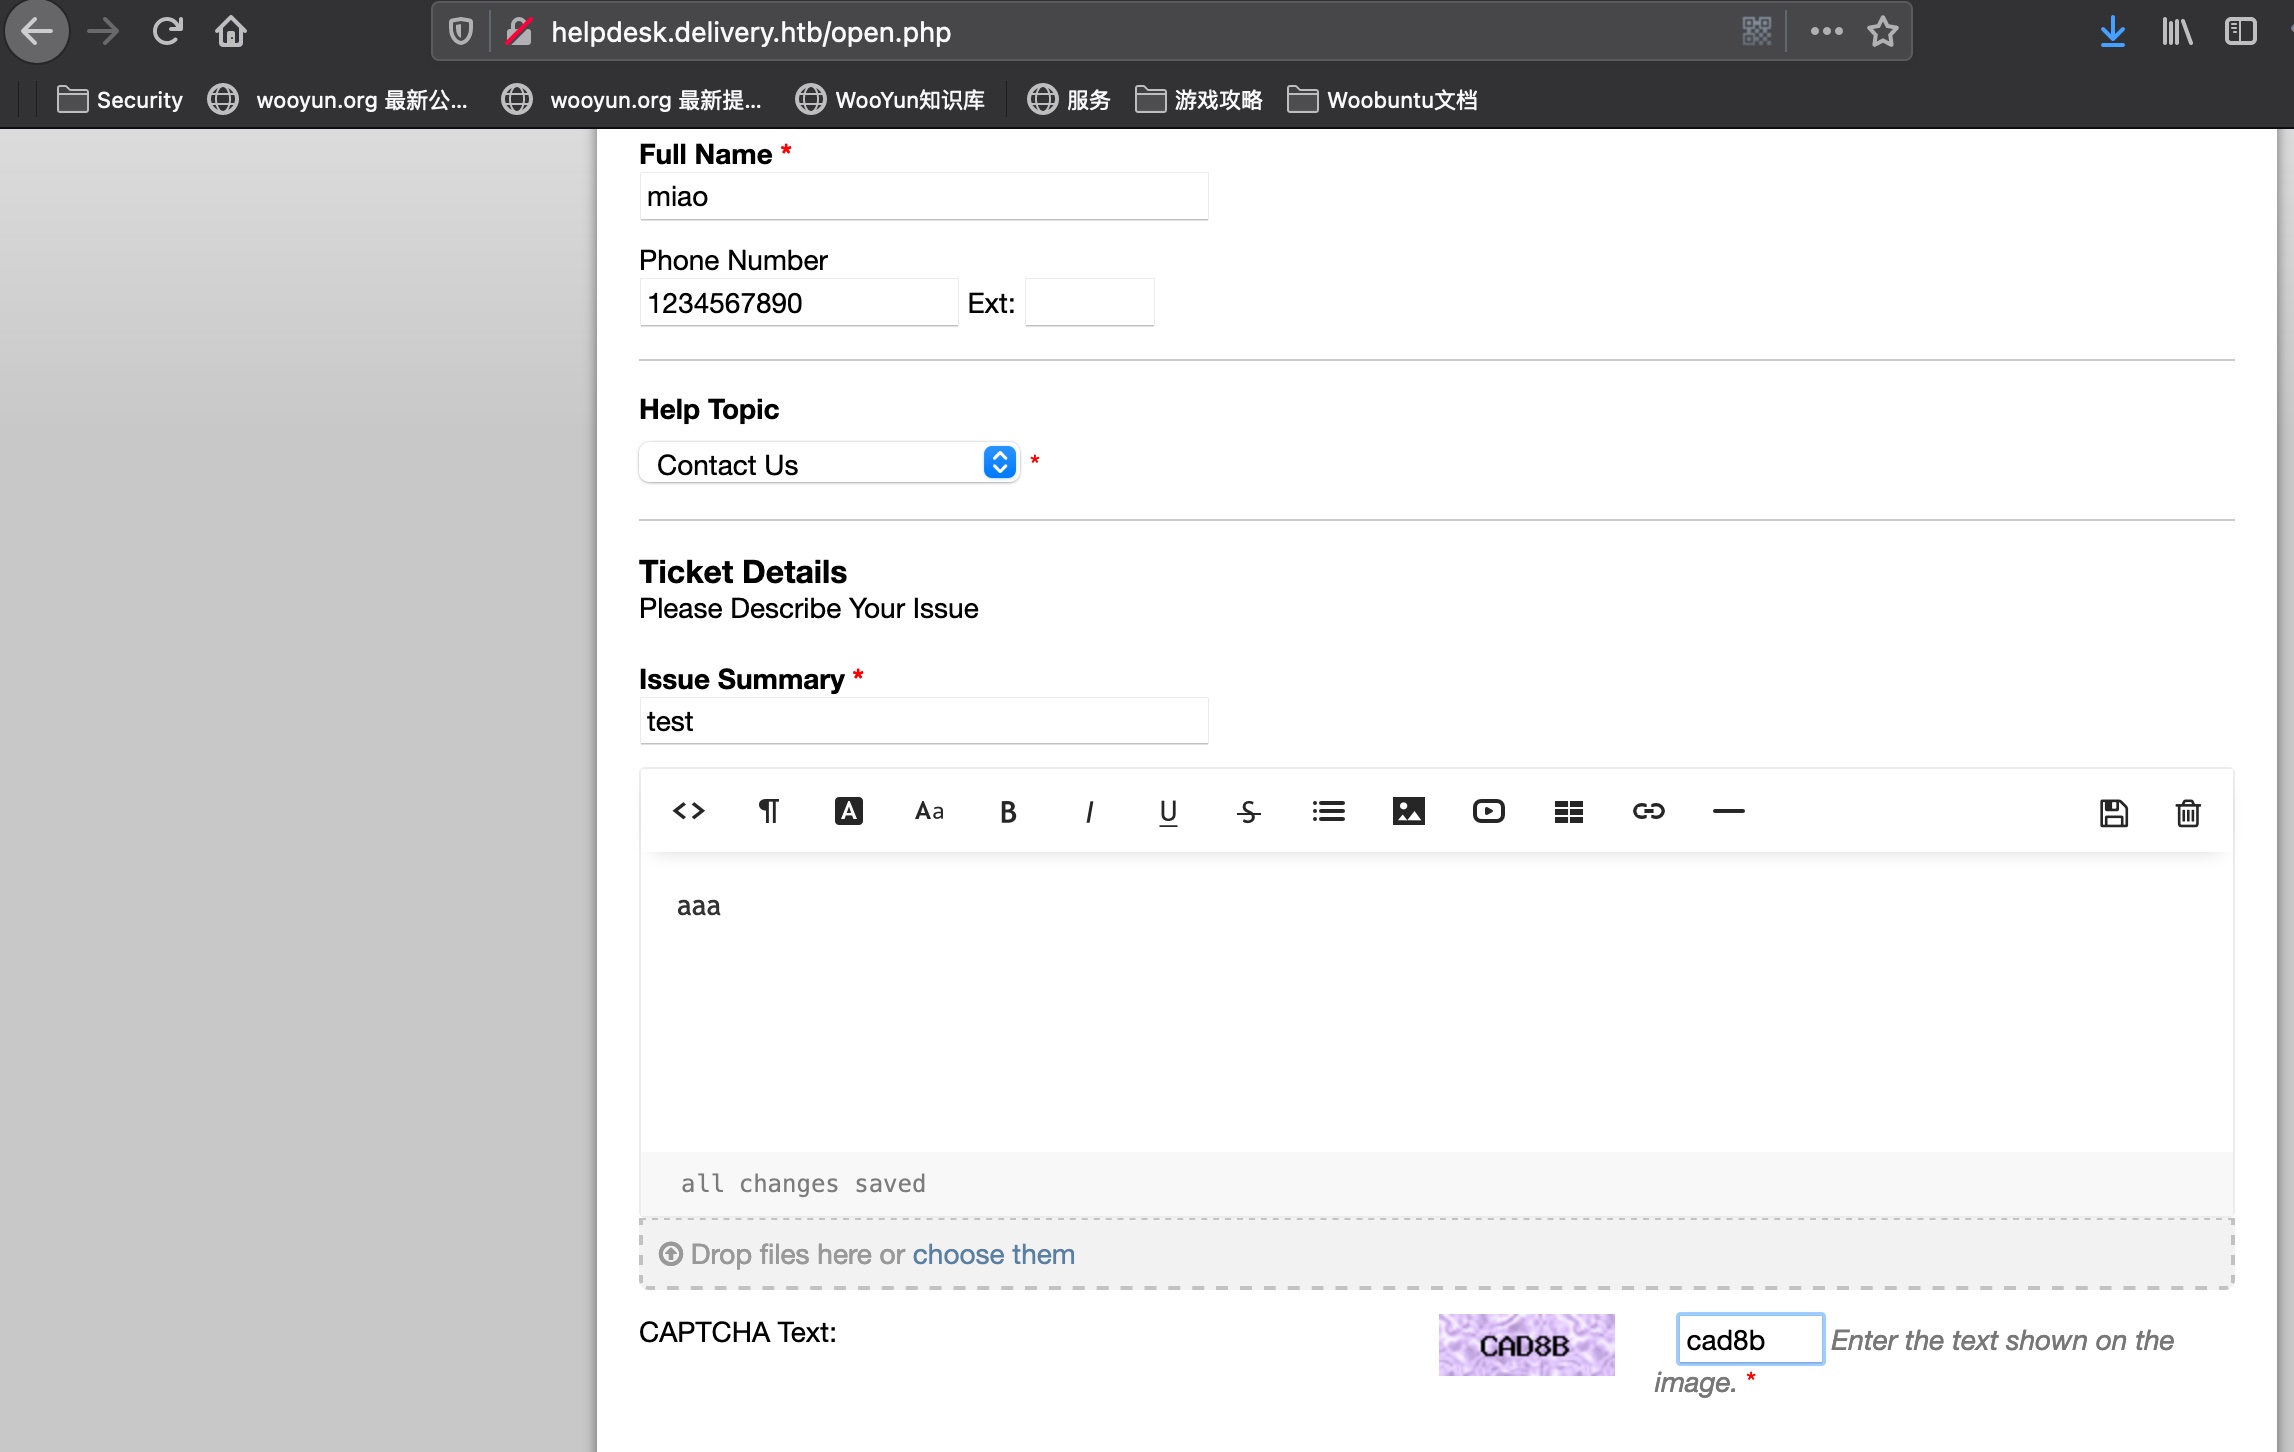 helpdesk.delivery.htb/open.php
Security wooyun.org 最新公... wooyun.org 最新提... WooYun知识库 服务 游戏攻略 Woobuntu文档
Full Name *
miao
Phone Number
1234567890 Ext:
Help Topic
Contact Us *
Ticket Details
Please Describe Your Issue
Issue Summary *
test
<> ¶ A Aa B I U S
aaa
all changes saved
Drop files here or choose them
CAPTCHA Text: CAD8B cad8b Enter the text shown on the
image. *